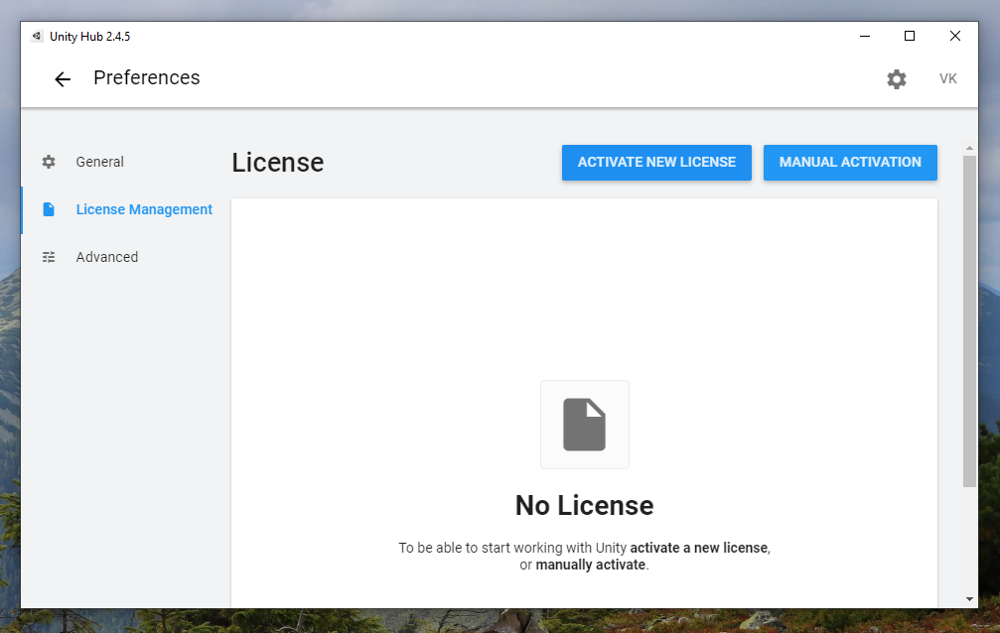 Unity Hub 2.4.5
Preferences
VK
General
License Management
Advanced
License
ACTIVATE NEW LICENSE
MANUAL ACTIVATION
No License
To be able to start working with Unity activate a new license,
or manually activate.